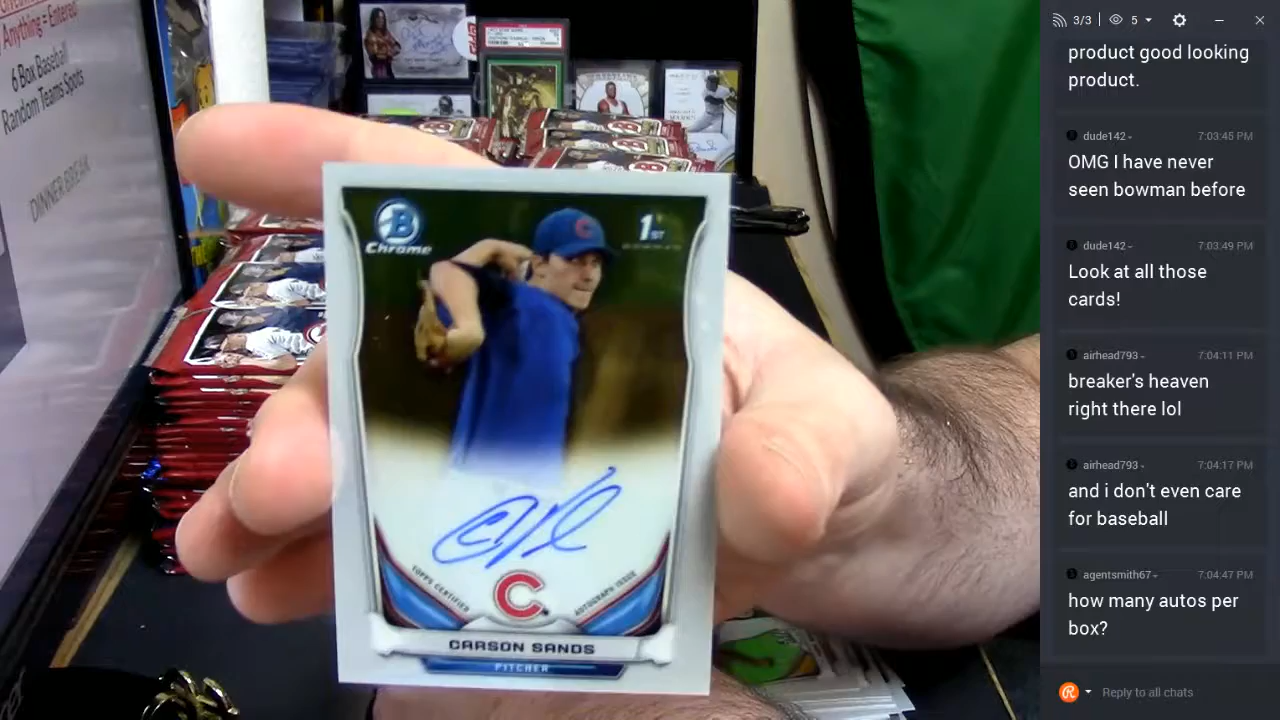 Anything = Entered
6 Box Baseball
Random Teams Spots
DINNER BREAK
B
Chrome
1ST
BOWMAN
TOPPS CERTIFIED
AUTOGRAPH ISSUE
C
CARSON SANDS
PITCHER
3/3
5
product good looking
product.
dude142
7:03:45 PM
OMG I have never
seen bowman before
dude142
7:03:49 PM
Look at all those
cards!
airhead793
7:04:11 PM
breaker's heaven
right there lol
airhead793
7:04:17 PM
and i don't even care
for baseball
agentsmith67
7:04:47 PM
how many autos per
box?
R
Reply to all chats